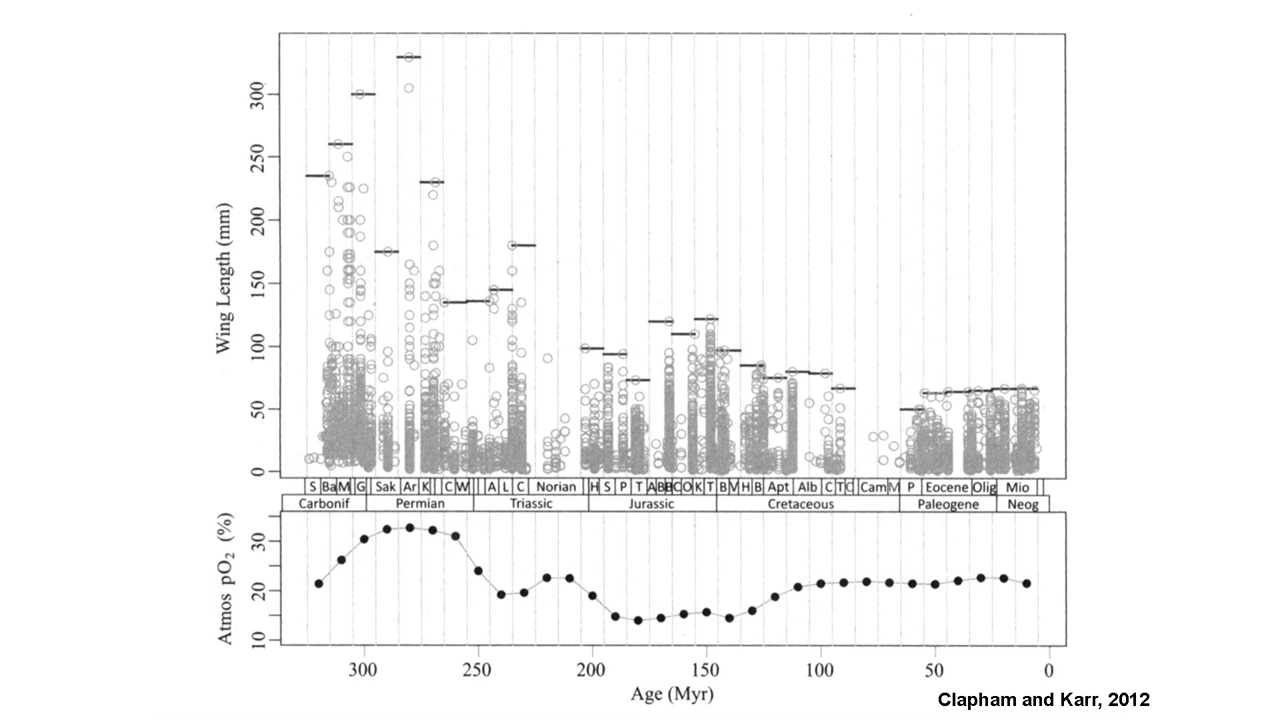 Wing Length (mm)
300
250
200
150
100
50
0
S Ba M G Sak Ar K C W A L C Norian H S P T A B B C O K T B V H B Apt Alb C T C Cam M P Eocene Olig Mio
Carbonif Permian Triassic Jurassic Cretaceous Paleogene Neog
Atmos pO2 (%)
30
20
10
300 250 200 150 100 50 0
Age (Myr)
Clapham and Karr, 2012